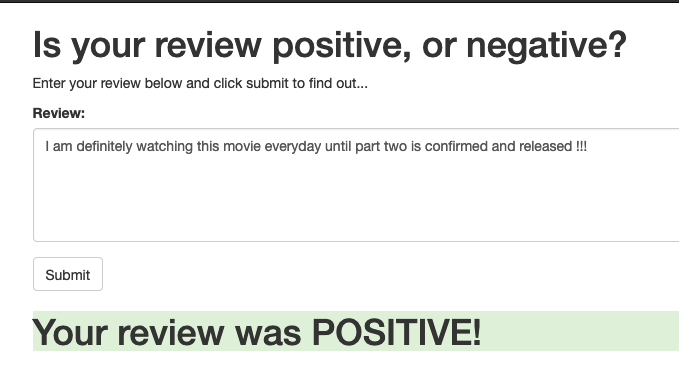 Is your review positive, or negative?
Enter your review below and click submit to find out...
Review:
I am definitely watching this movie everyday until part two is confirmed and released !!!
Submit
Your review was POSITIVE!